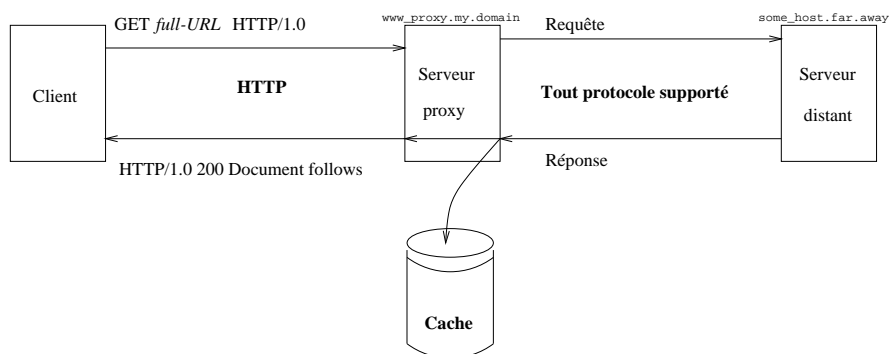 www_proxy.my.domain
some_host.far.away
GET full-URL HTTP/1.0
Requête
Client
HTTP
Serveur
proxy
Tout protocole supporté
Serveur
distant
HTTP/1.0 200 Document follows
Réponse
Cache